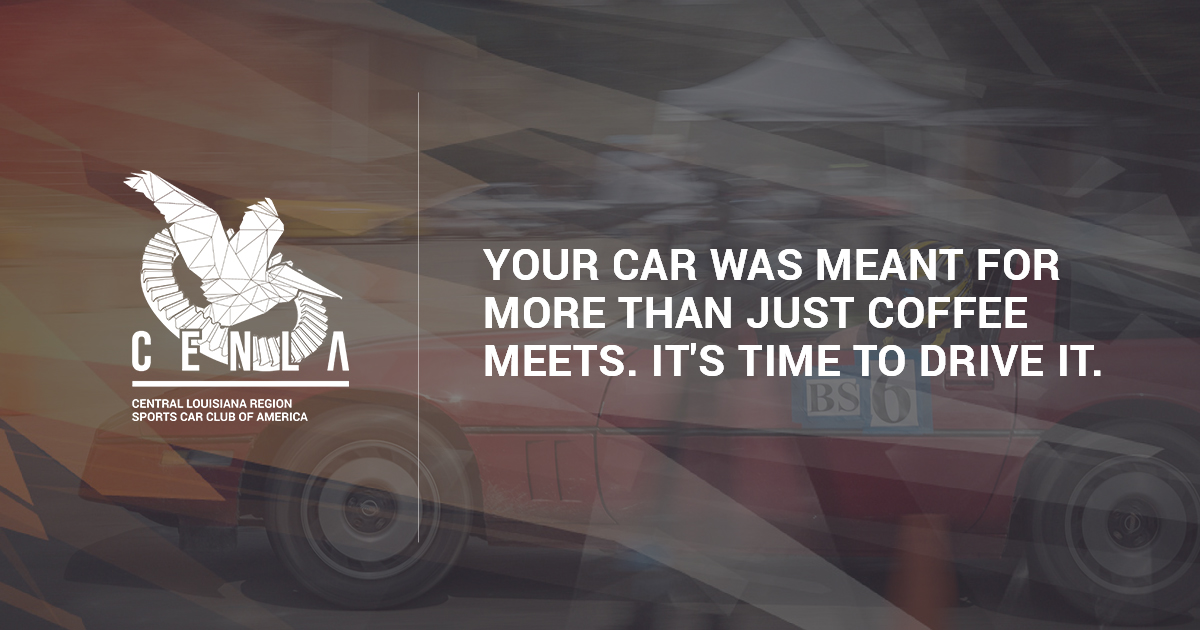 CENLA
CENTRAL LOUISIANA REGION
SPORTS CAR CLUB OF AMERICA
YOUR CAR WAS MEANT FOR
MORE THAN JUST COFFEE
MEETS. IT'S TIME TO DRIVE IT.
BS 6